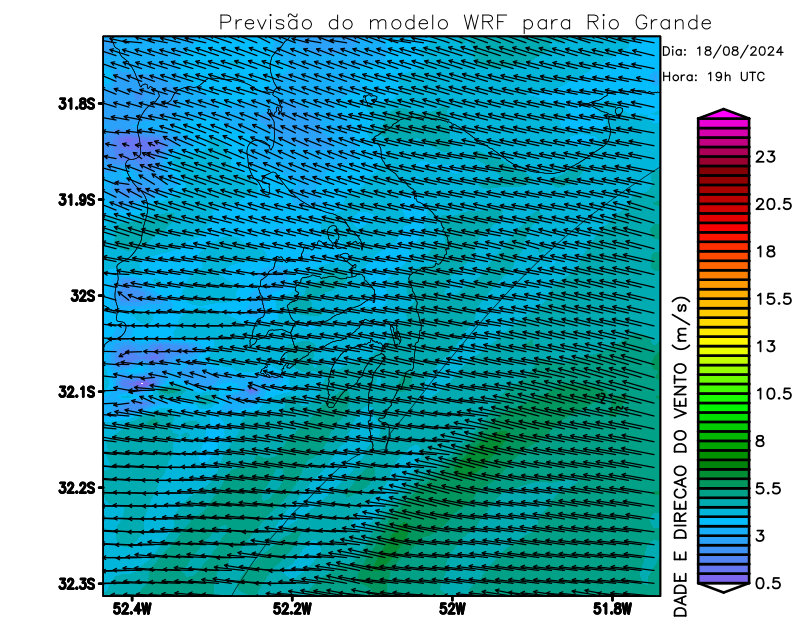 Previsão do modelo WRF para Rio Grande
Dia: 18/08/2024
Hora: 19h UTC
31.8S
31.9S
32S
32.1S
32.2S
32.3S
52.4W
52.2W
52W
51.8W
23
20.5
18
15.5
13
10.5
8
5.5
3
0.5
DADE E DIRECAO DO VENTO (m/s)